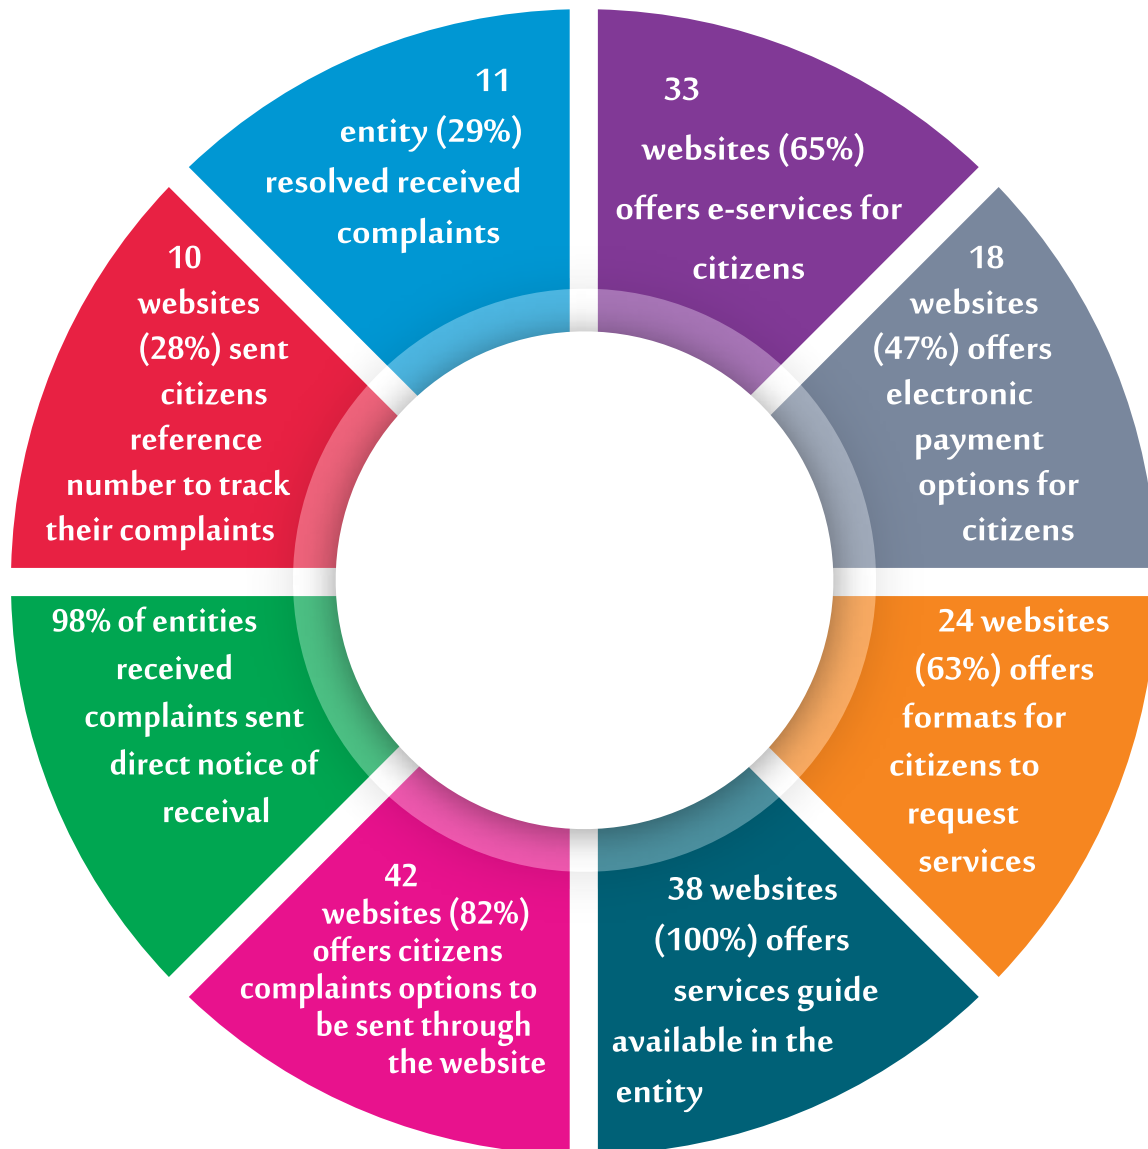 11
entity (29%)
resolved received
complaints
33
websites (65%)
offers e-services for
citizens
18
websites
(47%) offers
electronic
payment
options for
citizens
24 websites
(63%) offers
formats for
citizens to
request
services
38 websites
(100%) offers
services guide
available in the
entity
42
websites (82%)
offers citizens
complaints options to
be sent through
the website
98% of entities
received
complaints sent
direct notice of
receival
10
websites
(28%) sent
citizens
reference
number to track
their complaints